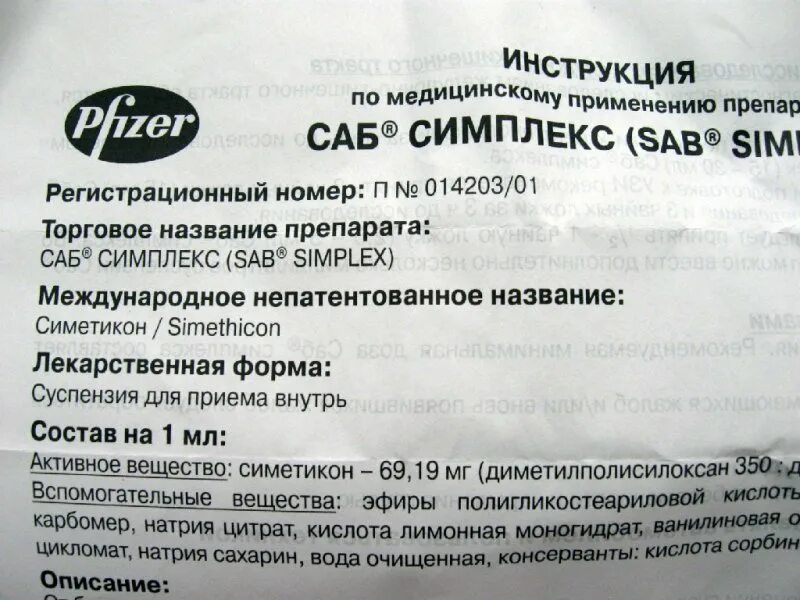 ИНСТРУКЦИЯ
по медицинскому применению препар
Pfizer
САБ® СИМПЛЕКС (SAB® SIMP
Регистрационный номер: П № 014203/01
Торговое название препарата:
САБ® СИМПЛЕКС (SAB® SIMPLEX)
Международное непатентованное название:
Симетикон / Simethicon
Лекарственная форма:
Суспензия для приема внутрь
Состав на 1 мл:
Активное вещество: симетикон – 69,19 мг (диметилполисилоксан 350 : д
Вспомогательные вещества: эфиры полигликостеариловой кислоты
карбомер, натрия цитрат, кислота лимонная моногидрат, ванилиновая о
цикломат, натрия сахарин, вода очищенная, консерванты: кислота сорбин
Описание: